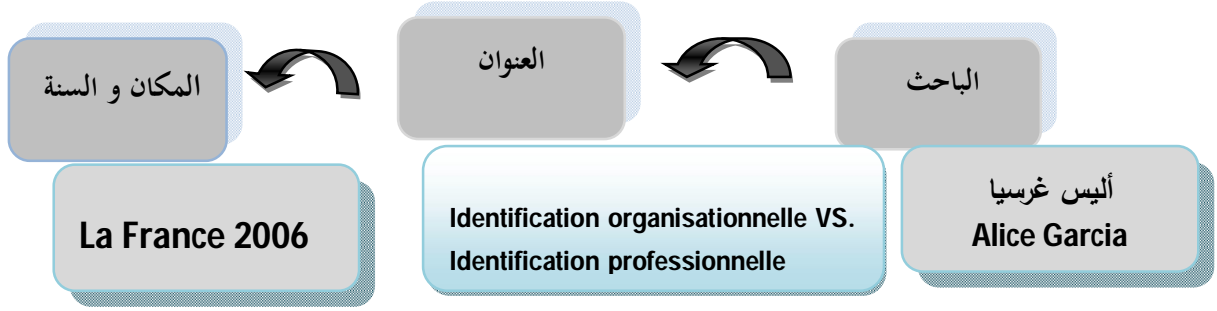 الباحث
أليس غرسيا
Alice Garcia
العنوان
Identification organisationnelle VS.
Identification professionnelle
المكان و السنة
La France 2006